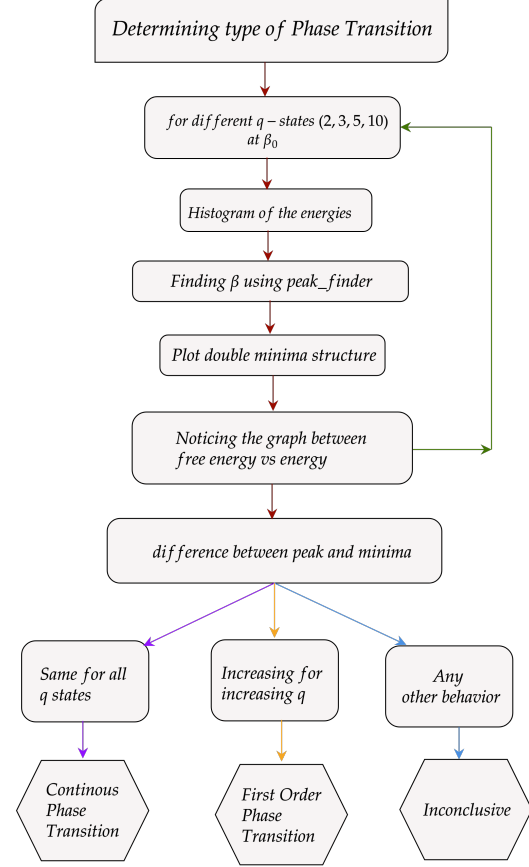 Determining type of Phase Transition
for different q − states (2, 3, 5, 10)
at β₀
Histogram of the energies
Finding β using peak_finder
Plot double minima structure
Noticing the graph between
free energy vs energy
difference between peak and minima
Same for all
q states
Increasing for
increasing q
Any
other behavior
Continous
Phase
Transition
First Order
Phase
Transition
Inconclusive